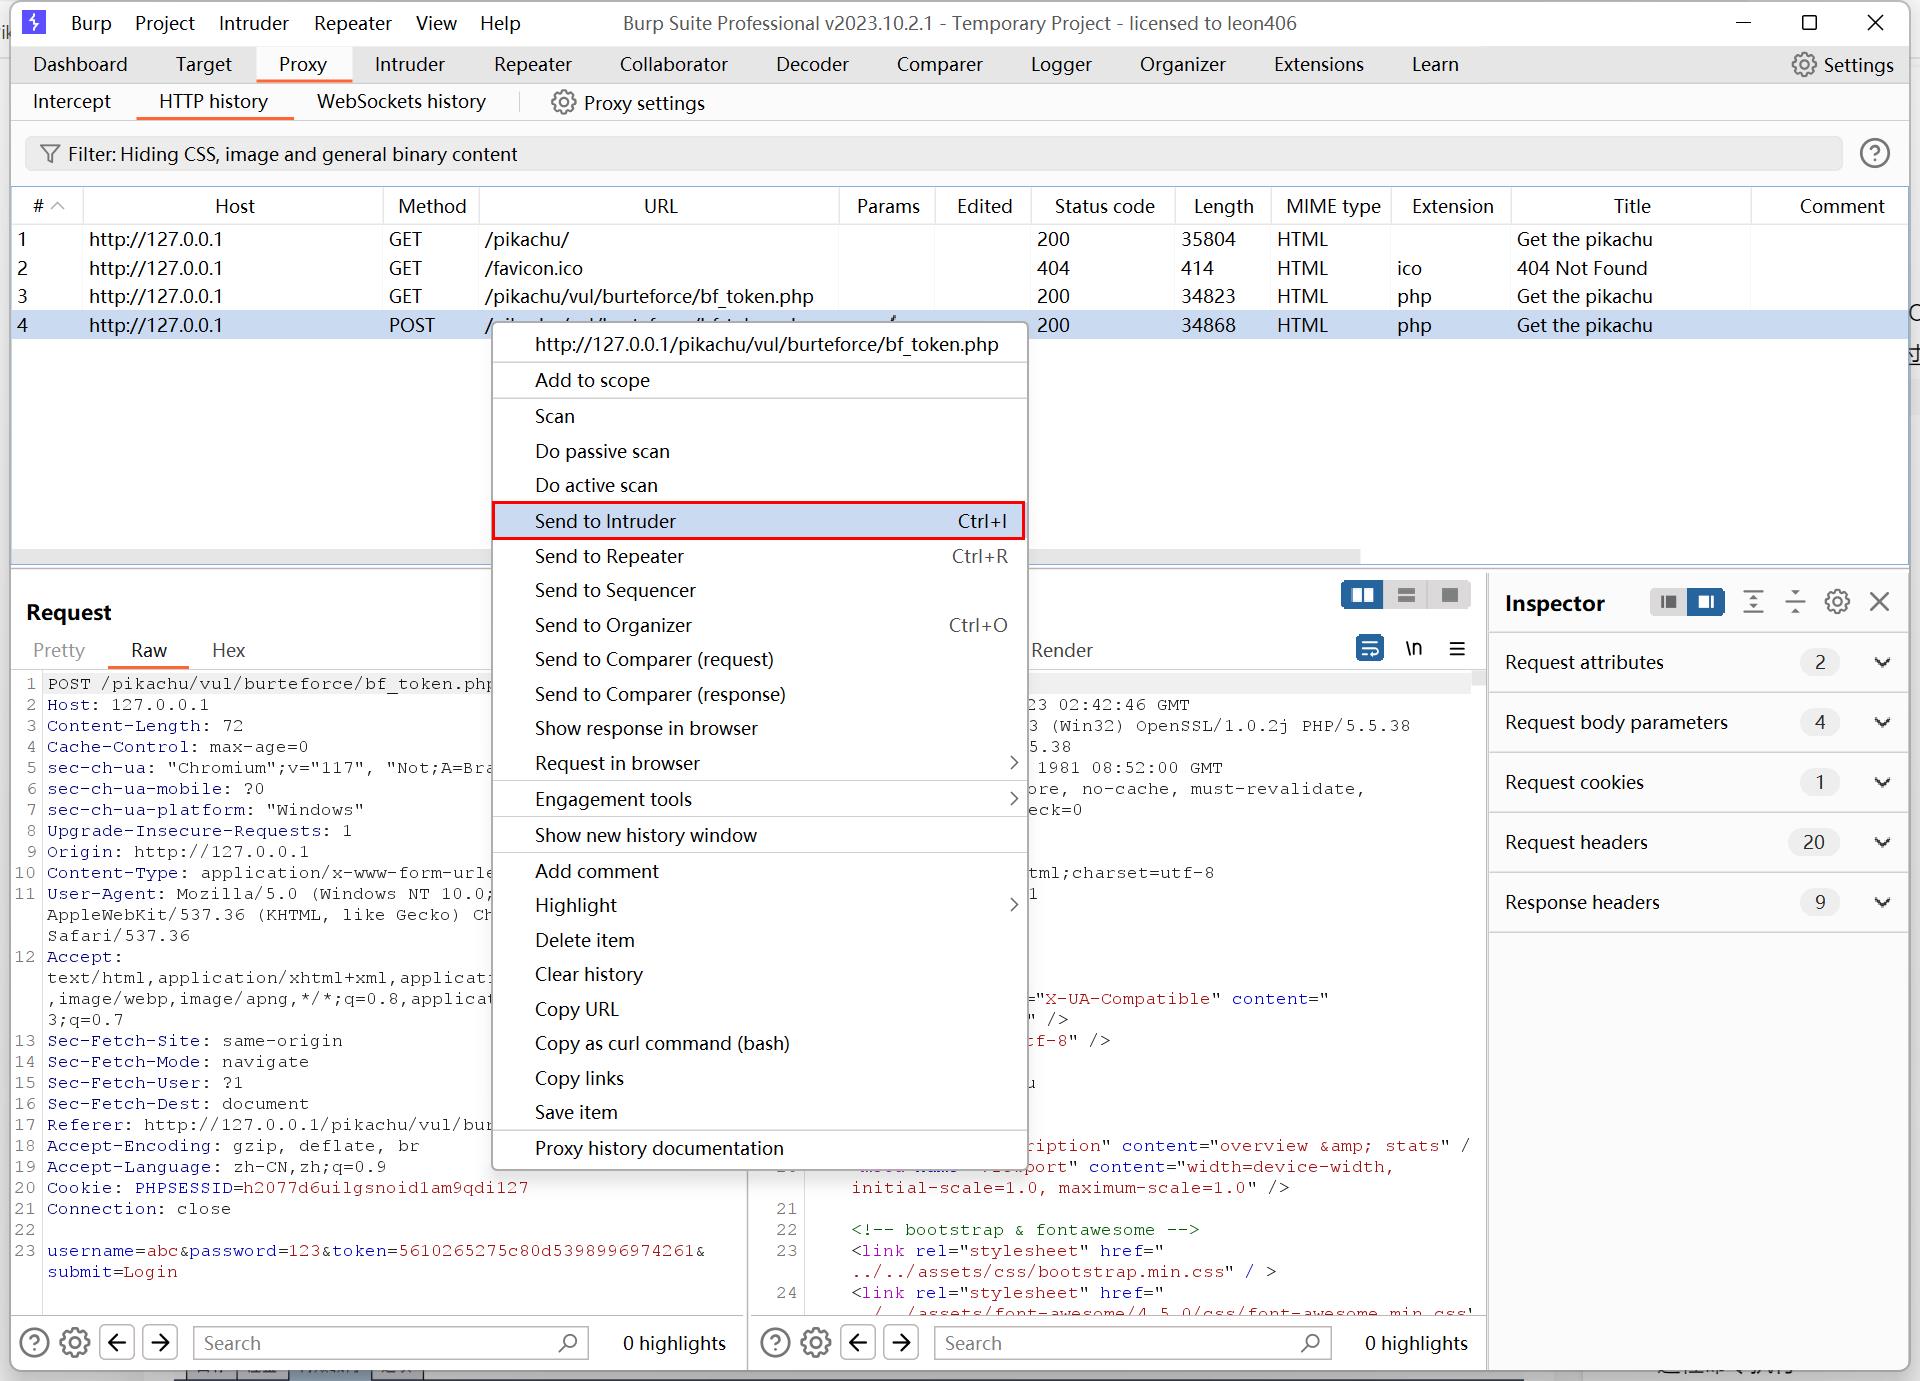 Burp Project Intruder Repeater View Help Burp Suite Professional v2023.10.2.1 - Temporary Project - licensed to leon406
Dashboard Target Proxy Intruder Repeater Collaborator Decoder Comparer Logger Organizer Extensions Learn Settings
Intercept HTTP history WebSockets history Proxy settings
Filter: Hiding CSS, image and general binary content
# Host Method URL Params Edited Status code Length MIME type Extension Title Comment
1 http://127.0.0.1 GET /pikachu/ 200 35804 HTML Get the pikachu
2 http://127.0.0.1 GET /favicon.ico 404 414 HTML ico 404 Not Found
3 http://127.0.0.1 GET /pikachu/vul/burteforce/bf_token.php 200 34823 HTML php Get the pikachu
4 http://127.0.0.1 POST 200 34868 HTML php Get the pikachu
http://127.0.0.1/pikachu/vul/burteforce/bf_token.php
Add to scope
Scan
Do passive scan
Do active scan
Send to Intruder Ctrl+I
Send to Repeater Ctrl+R
Send to Sequencer
Send to Organizer Ctrl+O
Send to Comparer (request)
Send to Comparer (response)
Show response in browser
Request in browser
Engagement tools
Show new history window
Add comment
Highlight
Delete item
Clear history
Copy URL
Copy as curl command (bash)
Copy links
Save item
Proxy history documentation
Request
Pretty Raw Hex
1 POST /pikachu/vul/burteforce/bf_token.php
2 Host: 127.0.0.1
3 Content-Length: 72
4 Cache-Control: max-age=0
5 sec-ch-ua: "Chromium";v="117", "Not;A=Bra
6 sec-ch-ua-mobile: ?0
7 sec-ch-ua-platform: "Windows"
8 Upgrade-Insecure-Requests: 1
9 Origin: http://127.0.0.1
10 Content-Type: application/x-www-form-urle
11 User-Agent: Mozilla/5.0 (Windows NT 10.0;
AppleWebKit/537.36 (KHTML, like Gecko) Ch
Safari/537.36
12 Accept:
text/html,application/xhtml+xml,applicati
,image/webp,image/apng,*/*;q=0.8,applicat
3;q=0.7
13 Sec-Fetch-Site: same-origin
14 Sec-Fetch-Mode: navigate
15 Sec-Fetch-User: ?1
16 Sec-Fetch-Dest: document
17 Referer: http://127.0.0.1/pikachu/vul/bur
18 Accept-Encoding: gzip, deflate, br
19 Accept-Language: zh-CN,zh;q=0.9
20 Cookie: PHPSESSID=h2077d6uilgsnoid1am9qdi127
21 Connection: close
22
23 username=abc&password=123&token=5610265275c80d5398996974261&
submit=Login
Search 0 highlights
Render \n
23 02:42:46 GMT
3 (Win32) OpenSSL/1.0.2j PHP/5.5.38
5.38
1981 08:52:00 GMT
ore, no-cache, must-revalidate,
eck=0
tml;charset=utf-8
1
="X-UA-Compatible" content="
" />
tf-8" />
u
ription" content="overview &amp; stats" /
port" content="width=device-width,
initial-scale=1.0, maximum-scale=1.0" />
21
22 <!-- bootstrap & fontawesome -->
23 <link rel="stylesheet" href="
../../assets/css/bootstrap.min.css" / >
24 <link rel="stylesheet" href="
/../assets/font-awesome/4.5.0/css/font-awesome.min.css"
Search 0 highlights
Inspector
Request attributes 2
Request body parameters 4
Request cookies 1
Request headers 20
Response headers 9